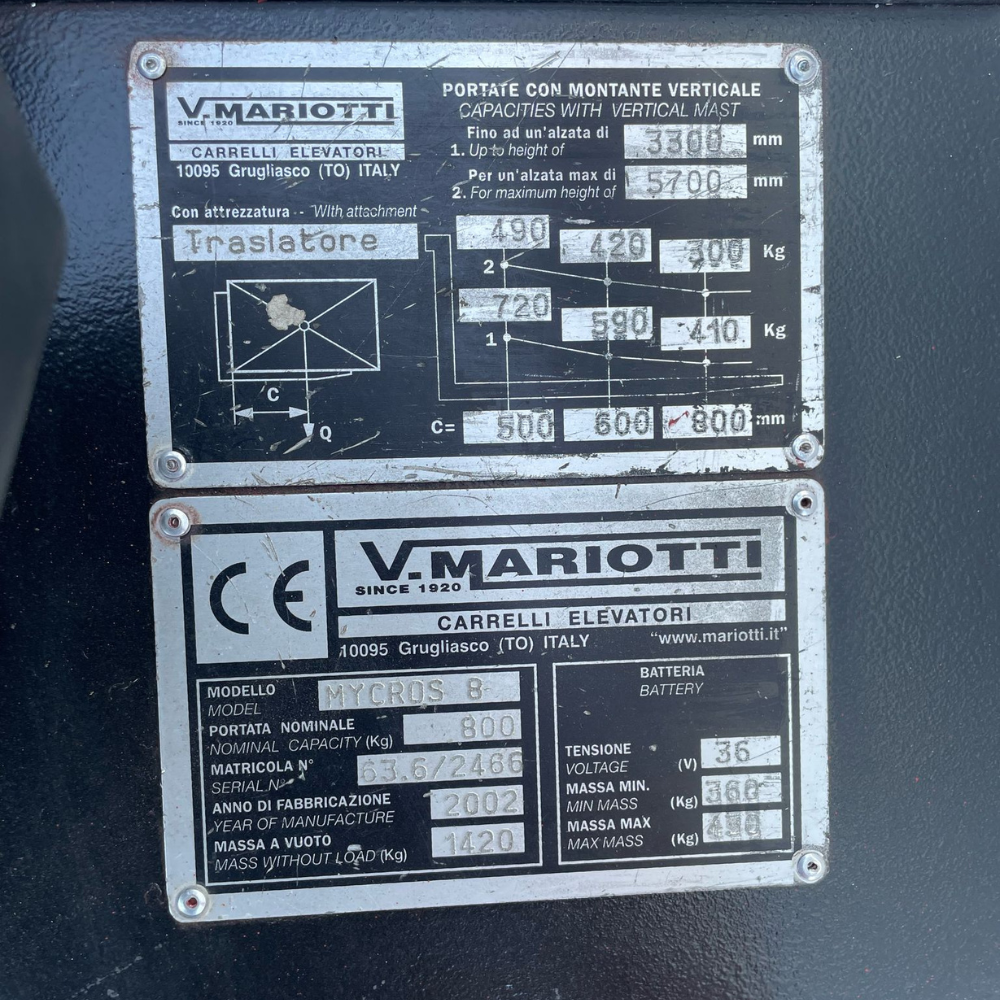 V.MARIOTTI
SINCE 1920
CARRELLI ELEVATORI
10095 Grugliasco (TO) ITALY
PORTATE CON MONTANTE VERTICALE
CAPACITIES WITH VERTICAL MAST
Fino ad un'alzata di
1. Up to height of 3300 mm
Per un'alzata max di
2. For maximum height of 5700 mm
Con attrezzatura - With attachment
Traslatore
490 420 300 Kg
2
720 590 410 Kg
1
C
Q
C= 500 600 800 mm
CE
V.MARIOTTI
SINCE 1920
CARRELLI ELEVATORI
10095 Grugliasco (TO) ITALY "www.mariotti.it"
MODELLO
MODEL MYCROS 8
PORTATA NOMINALE
NOMINAL CAPACITY (Kg) 800
MATRICOLA N°
SERIAL N° 63.6/2466
ANNO DI FABBRICAZIONE
YEAR OF MANUFACTURE 2002
MASSA A VUOTO
MASS WITHOUT LOAD (Kg) 1420
BATTERIA
BATTERY
TENSIONE
VOLTAGE (V) 36
MASSA MIN.
MIN MASS (Kg) 360
MASSA MAX
MAX MASS (Kg)